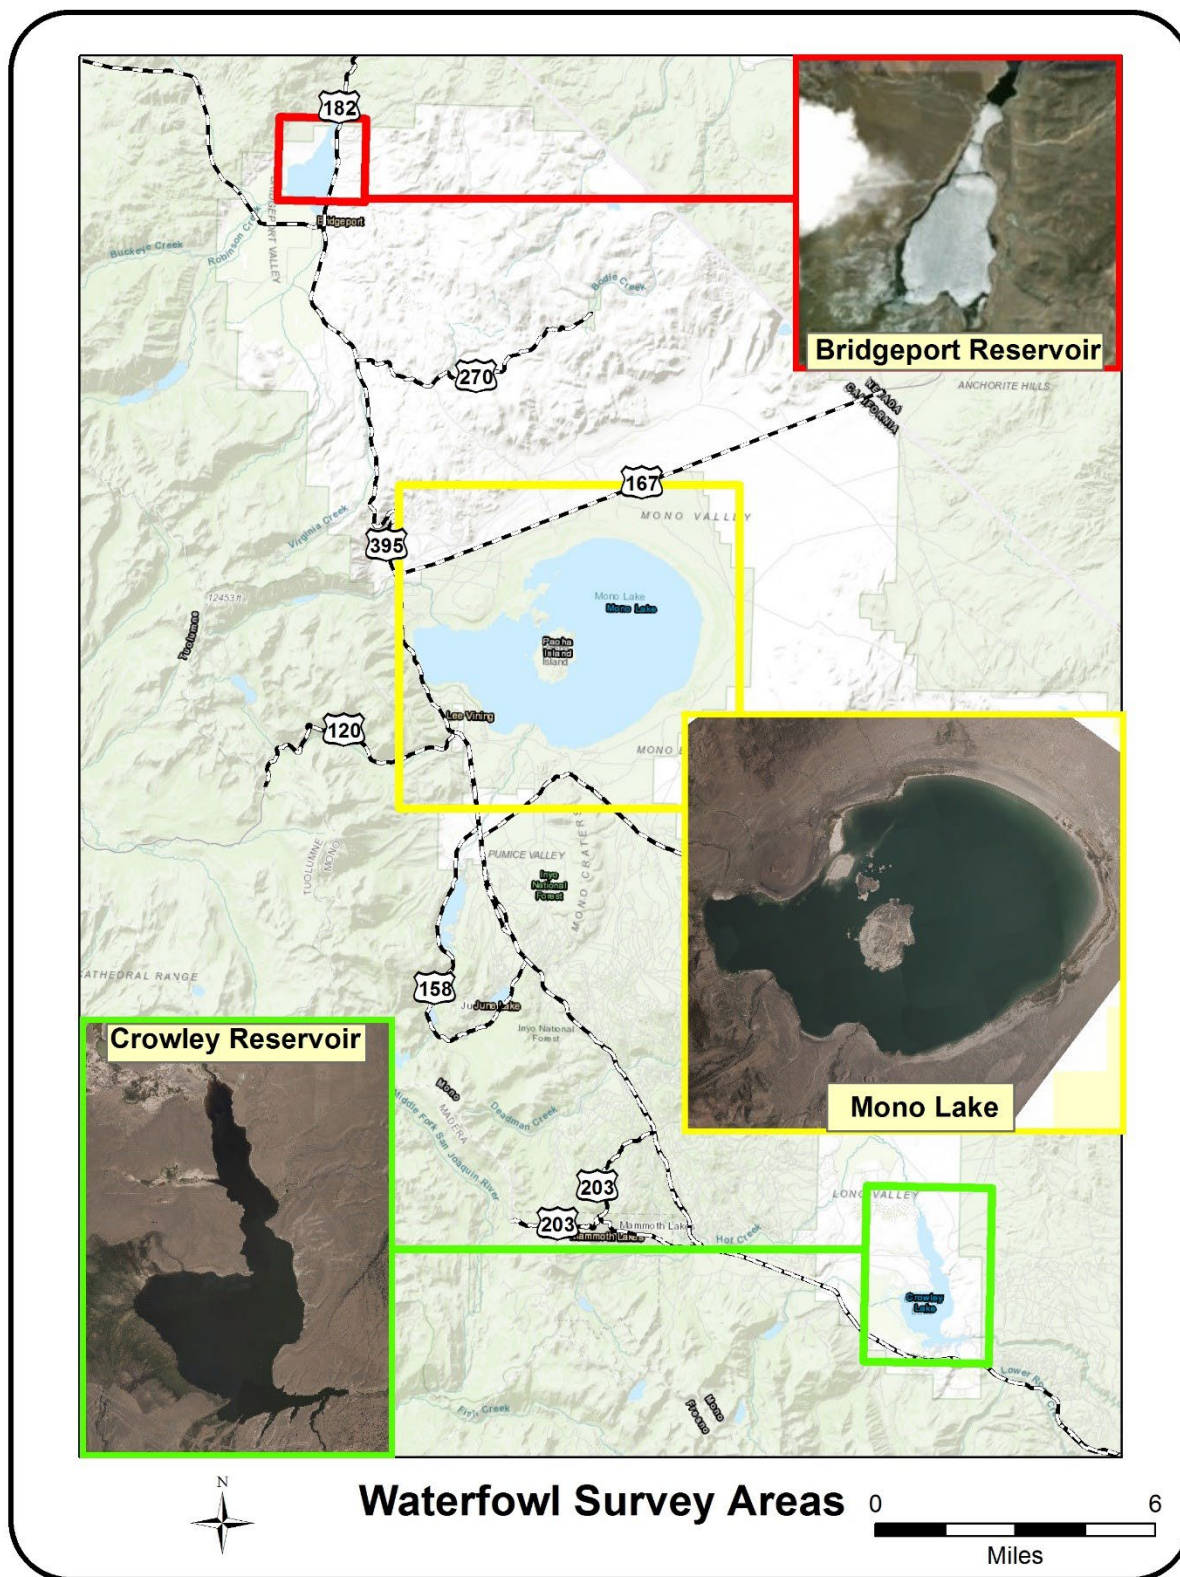 182
Bridgeport
BRIDGEPORT VALLEY
Buckeye Creek
Robinson Creek
Bodie Creek
Bridgeport Reservoir
270
NEVADA
CALIFORNIA
ANCHORITE HILLS
167
MONO VALLEY
Virginia Creek
395
12453 ft
Tuolumne
Mono Lake
Mono Lake
Paoha
Island
Island
Lee Vining
120
TUOLUMNE
MONO
PUMICE VALLEY
Inyo
National
Forest
MONO CRATERS
CATHEDRAL RANGE
158
June Lake
Inyo National
Forest
Mono Lake
Crowley Reservoir
Mono
MADERA
Middle Fork San Joaquin River
Deadman Creek
203
203
Mammoth Lakes
Hot Creek
LONG VALLEY
Crowley
Lake
Mono
Fresno
Fish Creek
N
Waterfowl Survey Areas
0
6
Miles